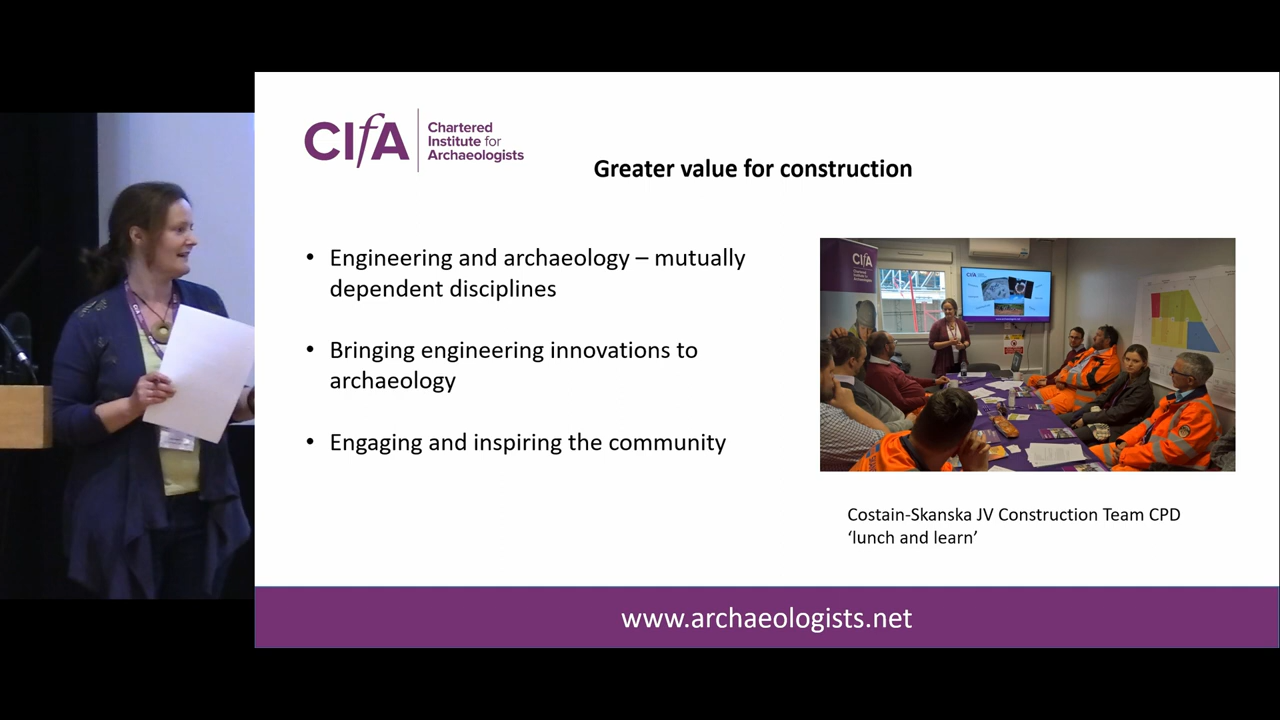 CIfA
Chartered
Institute for
Archaeologists
Greater value for construction
• Engineering and archaeology – mutually
dependent disciplines
• Bringing engineering innovations to
archaeology
• Engaging and inspiring the community
CIfA
Costain-Skanska JV Construction Team CPD
‘lunch and learn’
www.archaeologists.net